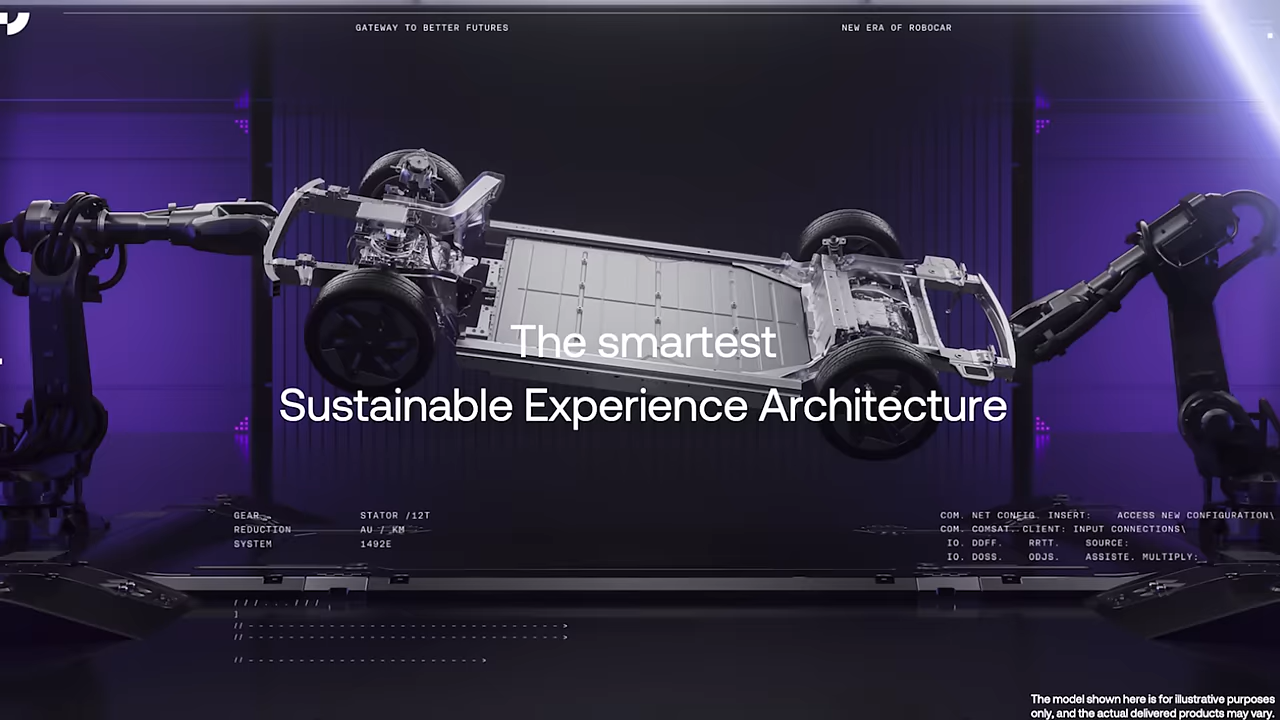 GATEWAY TO BETTER FUTURES
NEW ERA OF ROBOCAR
The smartest
Sustainable Experience Architecture
GEAR STATOR /12T
REDUCTION AU / KM
SYSTEM 1492E
COM. NET CONFIG. INSERT: ACCESS NEW CONFIGURATION\
COM. COMSAT. CLIENT: INPUT CONNECTIONS\
IO. DDFF. RRTT. SOURCE:
IO. DOSS. ODJS. ASSISTE. MULTIPLY:
The model shown here is for illustrative purposes
only, and the actual delivered products may vary.